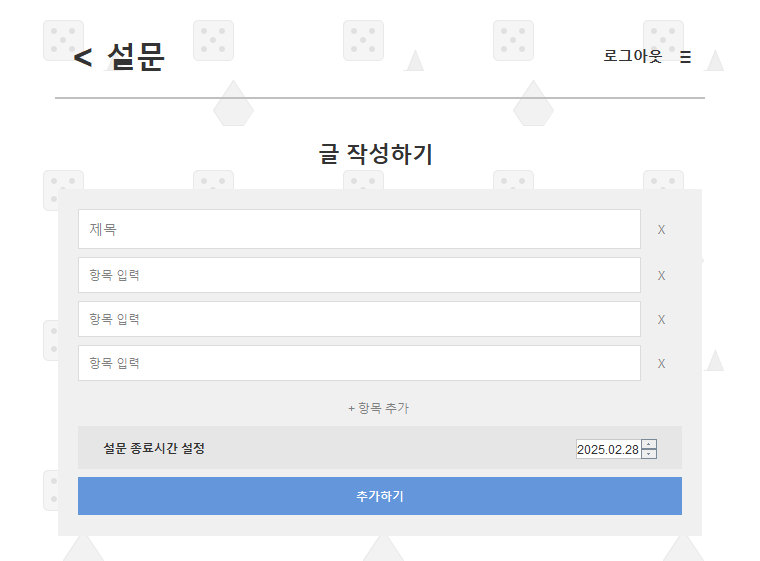 < 설문
로그아웃 ☰
글 작성하기
제목 X
항목 입력 X
항목 입력 X
항목 입력 X
+ 항목 추가
설문 종료시간 설정 2025.02.28
추가하기